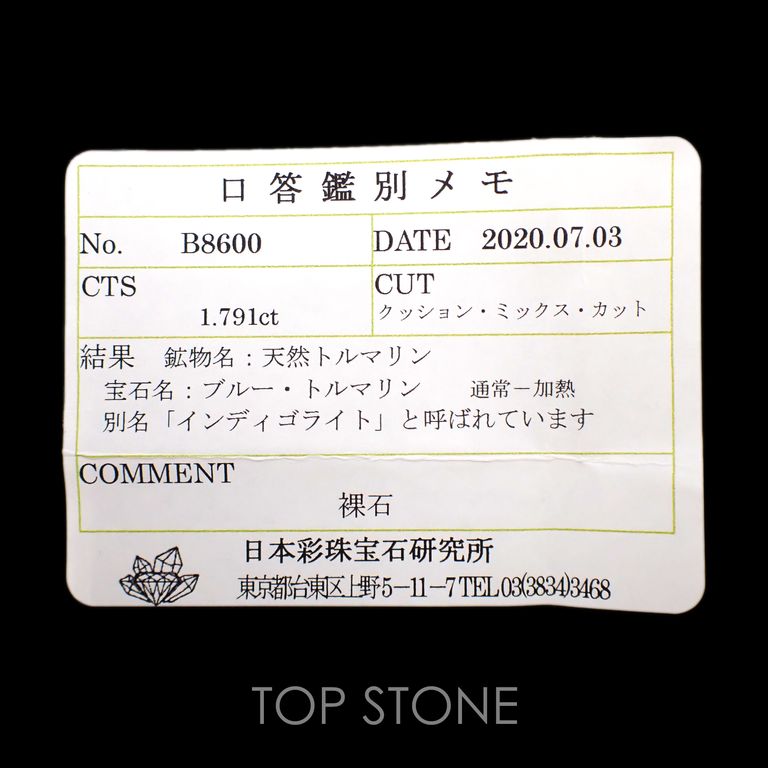 口答鑑別メモ
No. B8600 DATE 2020.07.03
CTS CUT
1.791ct クッション・ミックス・カット
結果 鉱物名：天然トルマリン
宝石名：ブルー・トルマリン 通常－加熱
別名「インディゴライト」と呼ばれています
COMMENT
裸石
日本彩珠宝石研究所
東京都台東区上野5－11－7 TEL 03(3834)3468
TOP STONE